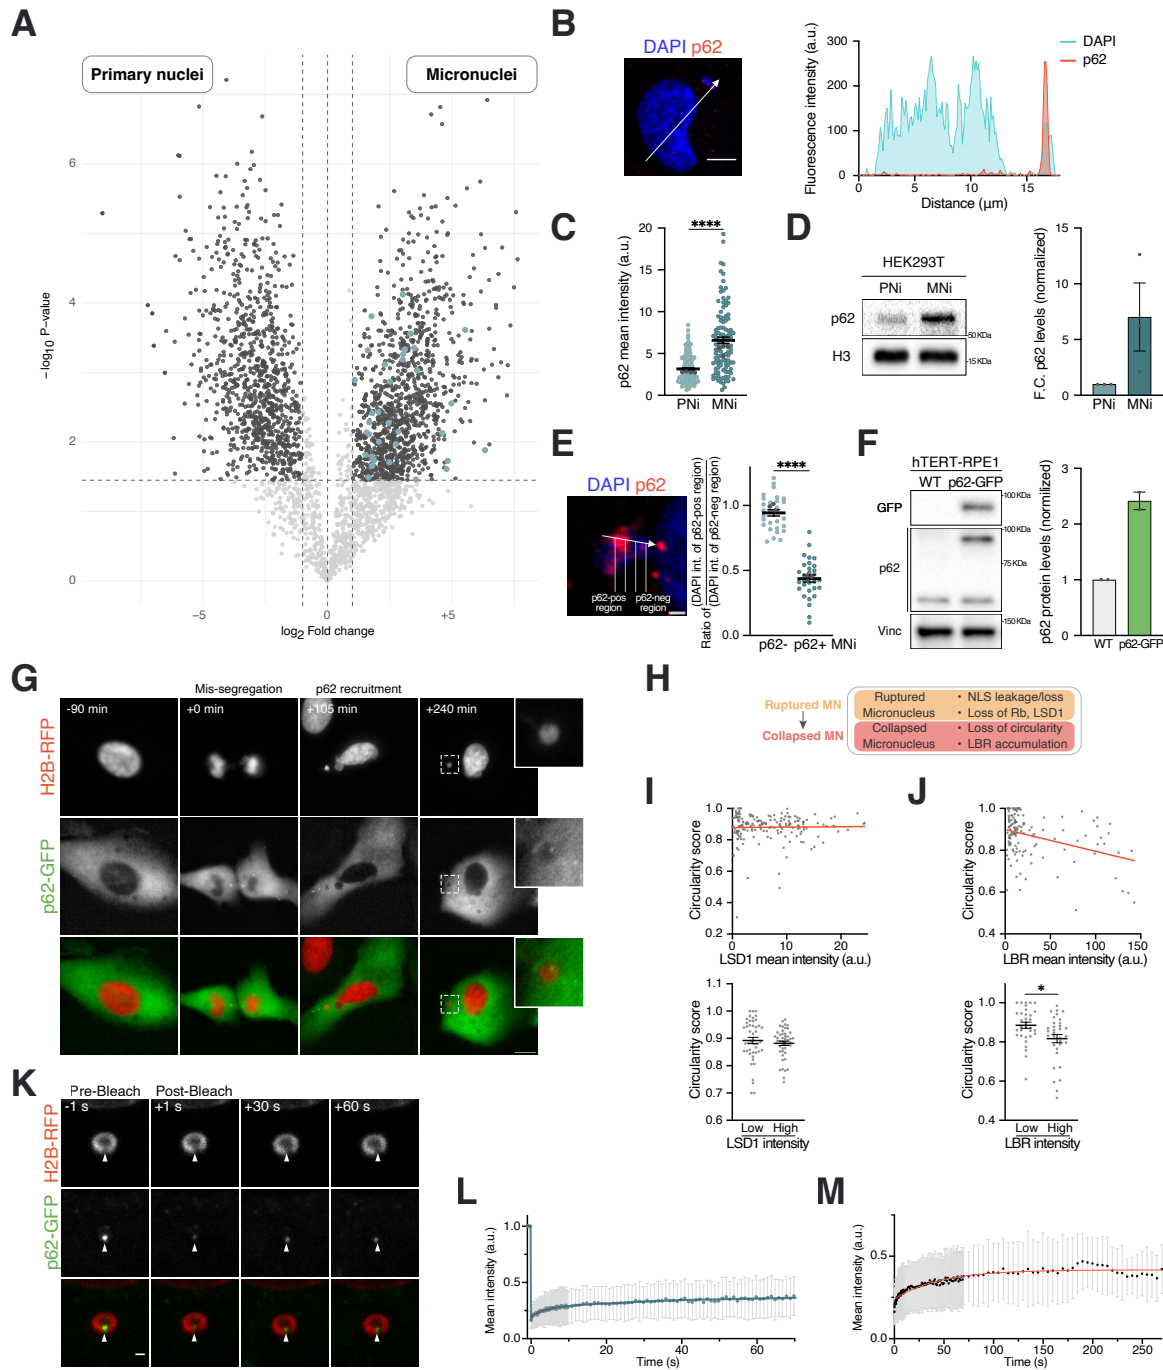 A
Primary nuclei
Micronuclei
6
4
2
0
−log10 P-value
−5
0
+5
log2 Fold change
B
DAPI p62
Fluorescence intensity (a.u.)
300
200
100
0
0
5
10
15
Distance (μm)
DAPI
p62
C
p62 mean intensity (a.u.)
20
15
10
5
0
****
PNi
MNi
D
HEK293T
PNi
MNi
p62
50 KDa
H3
15 KDa
F.C. p62 levels (normalized)
15
10
5
0
PNi
MNi
E
DAPI p62
p62-pos region
p62-neg region
Ratio of (DAPI int. of p62-pos region)
(DAPI int. of p62-neg region)
1.0
0.5
0.0
****
p62- p62+ MNi
F
hTERT-RPE1
WT p62-GFP
GFP
100 KDa
100 KDa
p62
75 KDa
Vinc
150 KDa
p62 protein levels (normilized)
3
2
1
0
WT p62-GFP
G
Mis-segregation
p62 recruitment
-90 min
+0 min
+105 min
+240 min
H2B-RFP
p62-GFP
H
Ruptured MN
Collapsed MN
Ruptured Micronucleus
• NLS leakage/loss
• Loss of Rb, LSD1
Collapsed Micronucleus
• Loss of circularity
• LBR accumulation
I
Circularity score
1.0
0.8
0.6
0.4
0.2
0
10
20
LSD1 mean intensity (a.u.)
Circularity score
1.1
1.0
0.9
0.8
0.7
0.6
Low
High
LSD1 intensity
J
Circularity score
1.0
0.8
0.6
0.4
0
50
100
150
LBR mean intensity (a.u.)
Circularity score
1.0
0.8
0.6
0.4
*
Low
High
LBR intensity
K
Pre-Bleach
Post-Bleach
-1 s
+1 s
+30 s
+60 s
H2B-RFP
p62-GFP
L
Mean intensity (a.u.)
1.0
0.5
0.0
0
20
40
60
Time (s)
M
Mean intensity (a.u.)
0.5
0.0
0
50
100
150
200
250
Time (s)